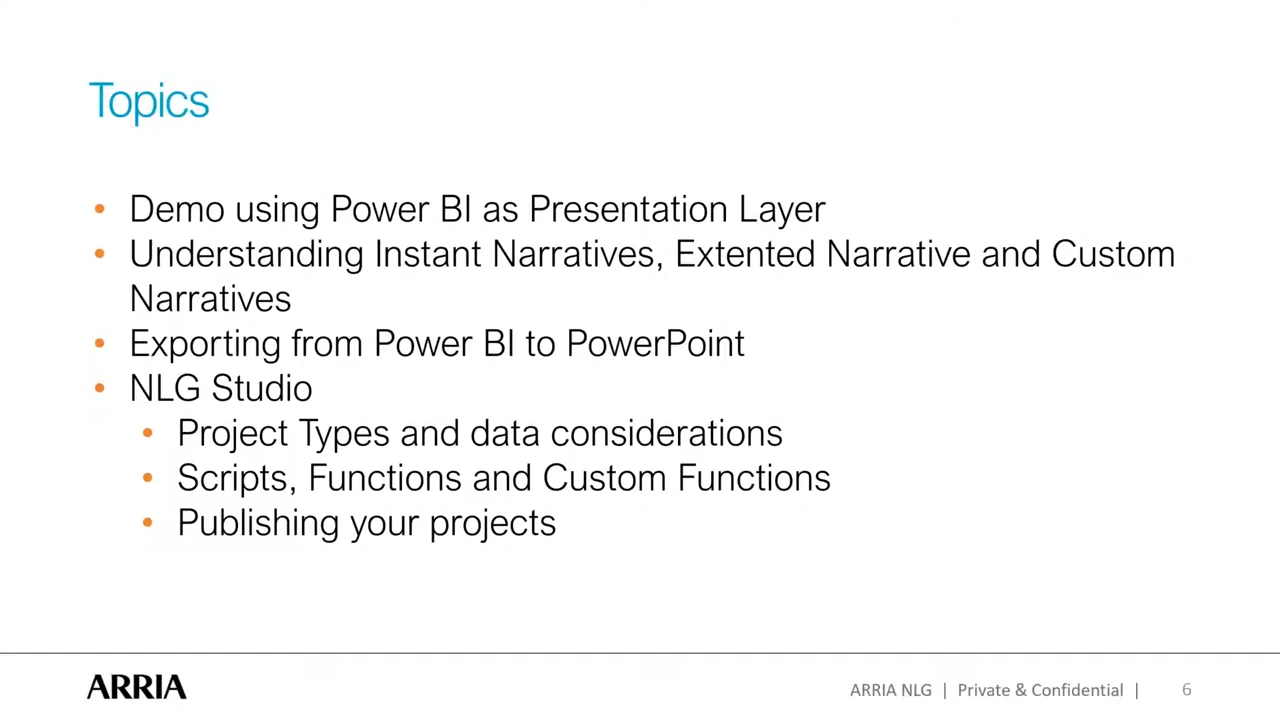 Topics
• Demo using Power BI as Presentation Layer
• Understanding Instant Narratives, Extented Narrative and Custom
Narratives
• Exporting from Power BI to PowerPoint
• NLG Studio
• Project Types and data considerations
• Scripts, Functions and Custom Functions
• Publishing your projects
ARRIA
ARRIA NLG | Private & Confidential | 6